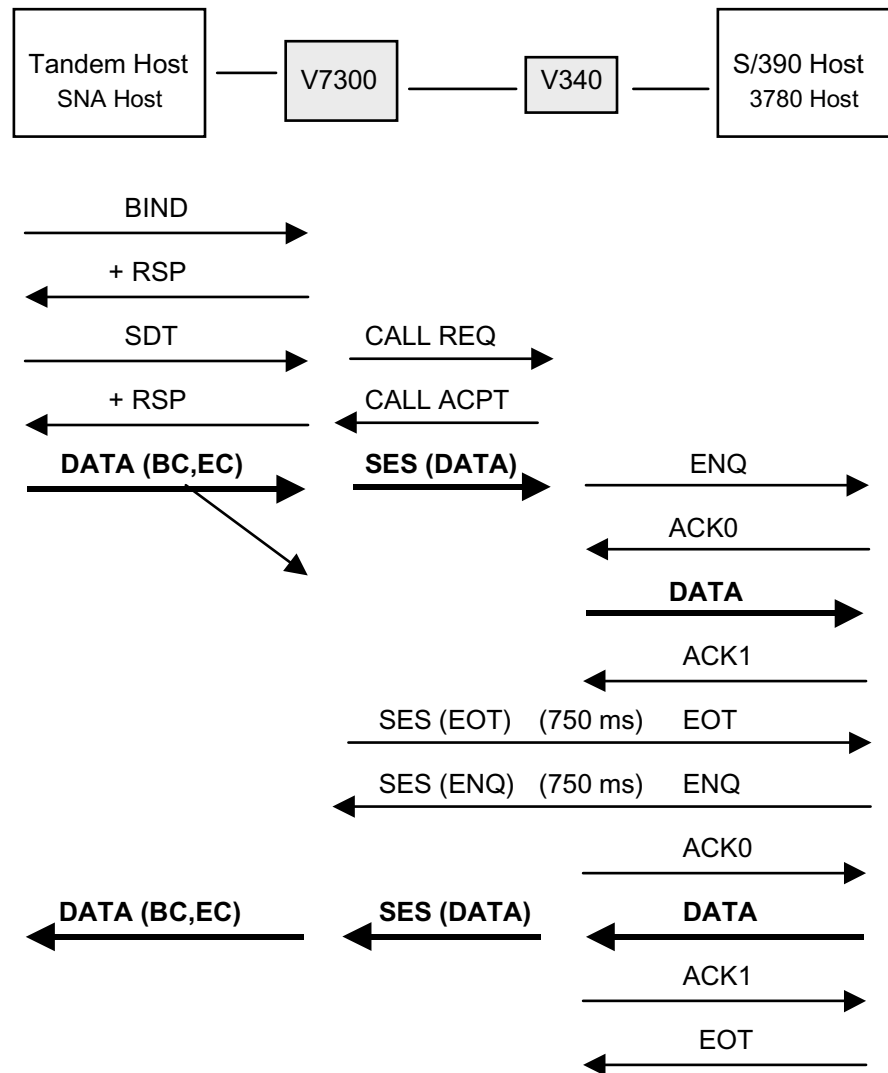 Tandem Host
SNA Host
V7300
V340
S/390 Host
3780 Host
BIND
+ RSP
SDT
CALL REQ
+ RSP
CALL ACPT
DATA (BC,EC)
SES (DATA)
ENQ
ACK0
DATA
ACK1
SES (EOT) (750 ms) EOT
SES (ENQ) (750 ms) ENQ
ACK0
DATA (BC,EC)
SES (DATA)
DATA
ACK1
EOT